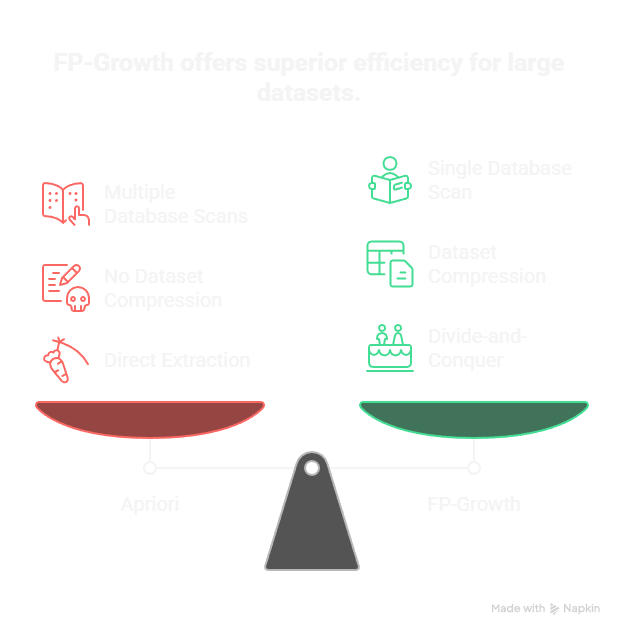 FP-Growth offers superior efficiency for large
datasets.
Multiple
Database Scans
No Dataset
Compression
Direct Extraction
Single Database
Scan
Dataset
Compression
Divide-and-
Conquer
Apriori
FP-Growth
Made with Napkin